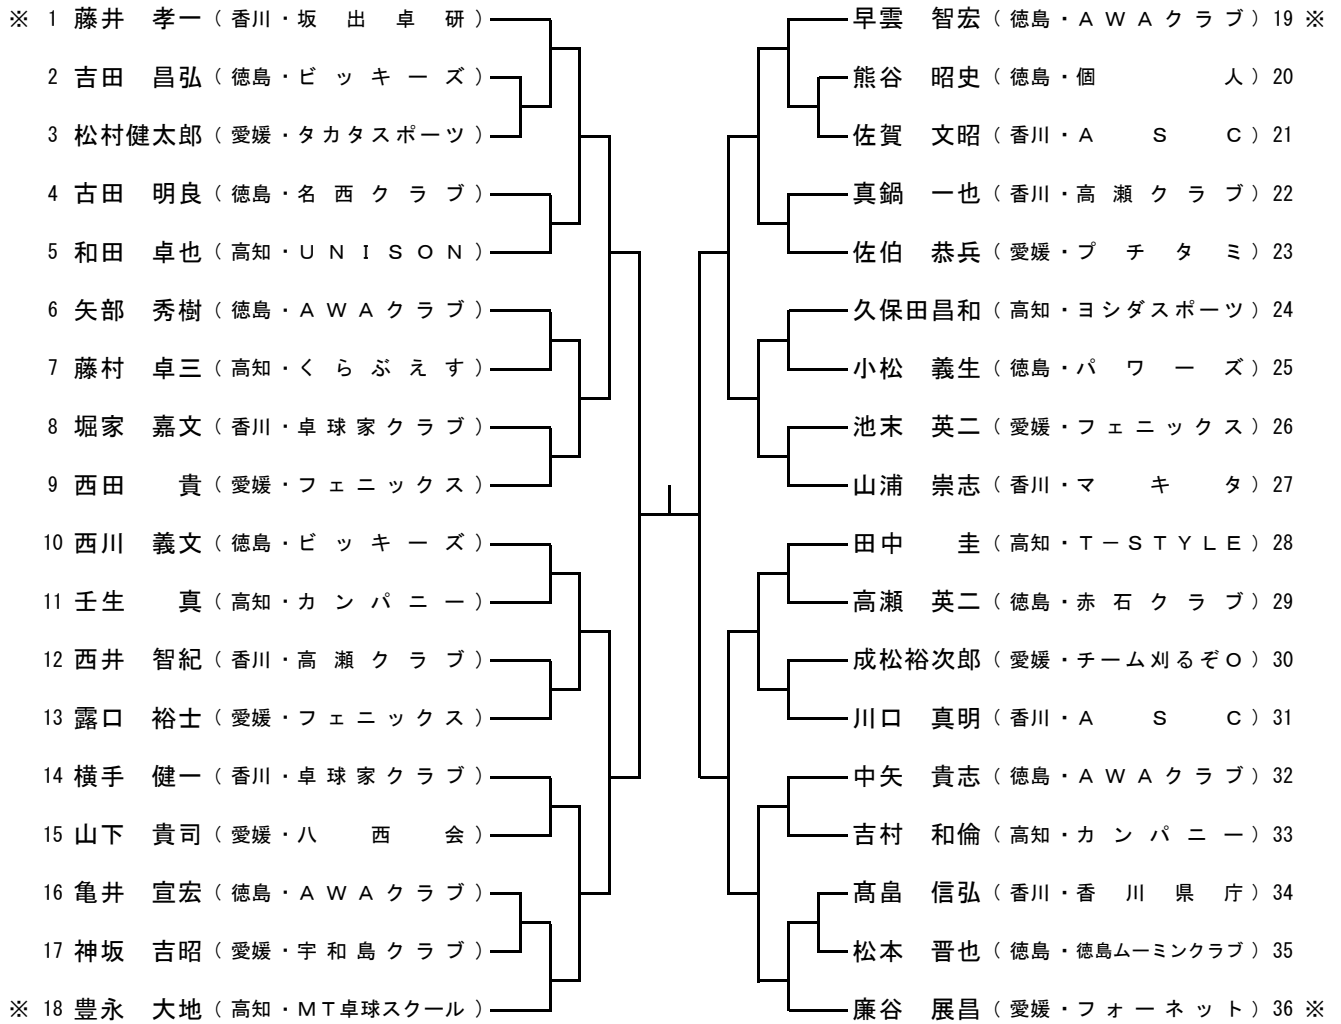 ※ 1 藤井 孝一 ( 香川 ・ 坂出卓研 )
2 吉田 昌弘 ( 徳島 ・ ビッキーズ )
3 松村健太郎 ( 愛媛 ・ タカタスポーツ )
4 古田 明良 ( 徳島 ・ 名西クラブ )
5 和田 卓也 ( 高知 ・ UNISON )
6 矢部 秀樹 ( 徳島 ・ AWAクラブ )
7 藤村 卓三 ( 高知 ・ くらぶえす )
8 堀家 嘉文 ( 香川 ・ 卓球家クラブ )
9 西田 貴 ( 愛媛 ・ フェニックス )
10 西川 義文 ( 徳島 ・ ビッキーズ )
11 壬生 真 ( 高知 ・ カンパニー )
12 西井 智紀 ( 香川 ・ 高瀬クラブ )
13 露口 裕士 ( 愛媛 ・ フェニックス )
14 横手 健一 ( 香川 ・ 卓球家クラブ )
15 山下 貴司 ( 愛媛 ・ 八西会 )
16 亀井 宣宏 ( 徳島 ・ AWAクラブ )
17 神坂 吉昭 ( 愛媛 ・ 宇和島クラブ )
※ 18 豊永 大地 ( 高知 ・ MT卓球スクール )
早雲 智宏 ( 徳島 ・ AWAクラブ ) 19 ※
熊谷 昭史 ( 徳島 ・ 個人 ) 20
佐賀 文昭 ( 香川 ・ ASC ) 21
真鍋 一也 ( 香川 ・ 高瀬クラブ ) 22
佐伯 恭兵 ( 愛媛 ・ プチタミ ) 23
久保田昌和 ( 高知 ・ ヨシダスポーツ ) 24
小松 義生 ( 徳島 ・ パワーズ ) 25
池末 英二 ( 愛媛 ・ フェニックス ) 26
山浦 崇志 ( 香川 ・ マキタ ) 27
田中 圭 ( 高知 ・ T－STYLE ) 28
高瀬 英二 ( 徳島 ・ 赤石クラブ ) 29
成松裕次郎 ( 愛媛 ・ チーム刈るぞO ) 30
川口 真明 ( 香川 ・ ASC ) 31
中矢 貴志 ( 徳島 ・ AWAクラブ ) 32
吉村 和倫 ( 高知 ・ カンパニー ) 33
髙畠 信弘 ( 香川 ・ 香川県庁 ) 34
松本 晋也 ( 徳島 ・ 徳島ムーミンクラブ ) 35
廉谷 展昌 ( 愛媛 ・ フォーネット ) 36 ※